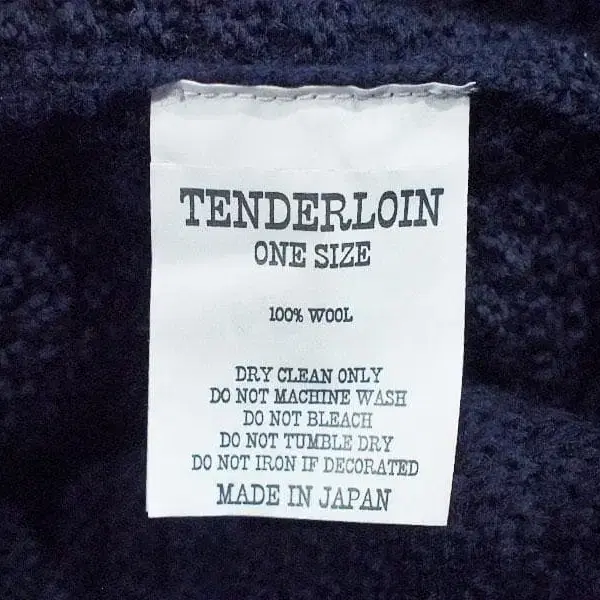 TENDERLOIN
ONE SIZE
100% WOOL
DRY CLEAN ONLY
DO NOT MACHINE WASH
DO NOT BLEACH
DO NOT TUMBLE DRY
DO NOT IRON IF DECORATED
MADE IN JAPAN